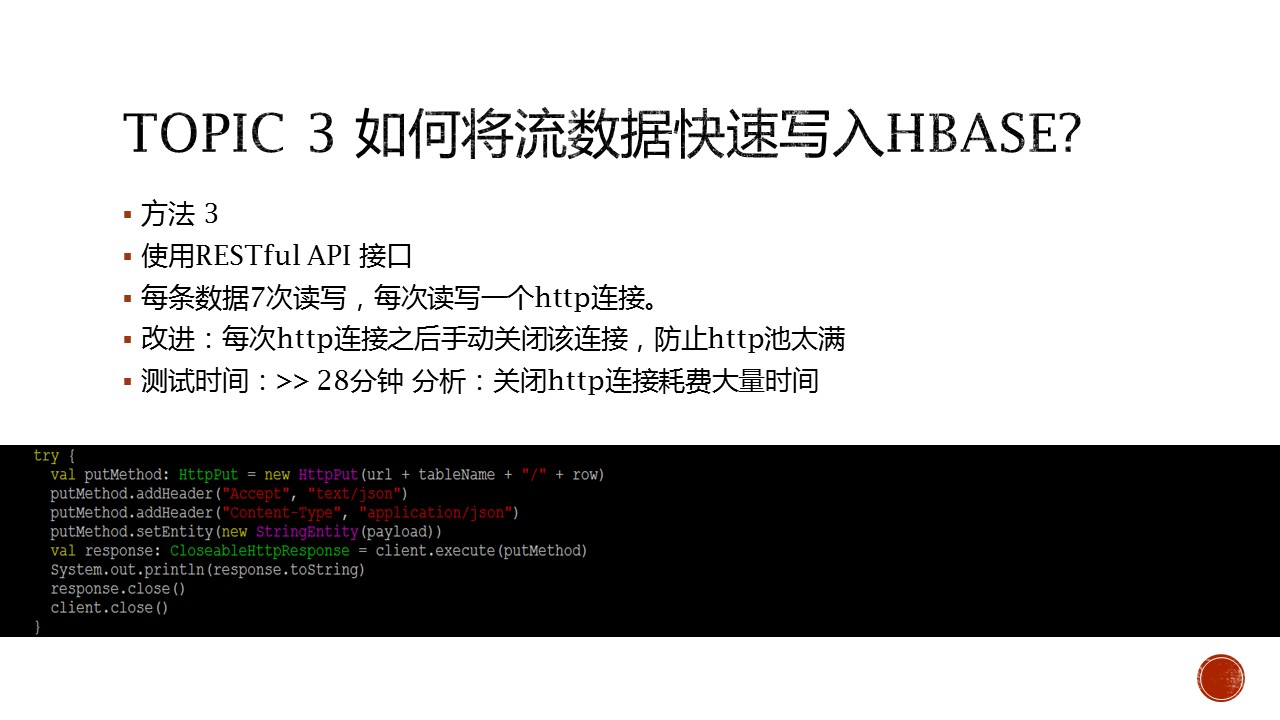 TOPIC 3 如何将流数据快速写入HBASE?
方法 3
使用RESTful API 接口
每条数据7次读写，每次读写一个http连接。
改进：每次http连接之后手动关闭该连接，防止http池太满
测试时间：>> 28分钟 分析：关闭http连接耗费大量时间
try {
  val putMethod: HttpPut = new HttpPut(url + tableName + "/" + row)
  putMethod.addHeader("Accept", "text/json")
  putMethod.addHeader("Content-Type", "application/json")
  putMethod.setEntity(new StringEntity(payload))
  val response: CloseableHttpResponse = client.execute(putMethod)
  System.out.println(response.toString)
  response.close()
  client.close()
}